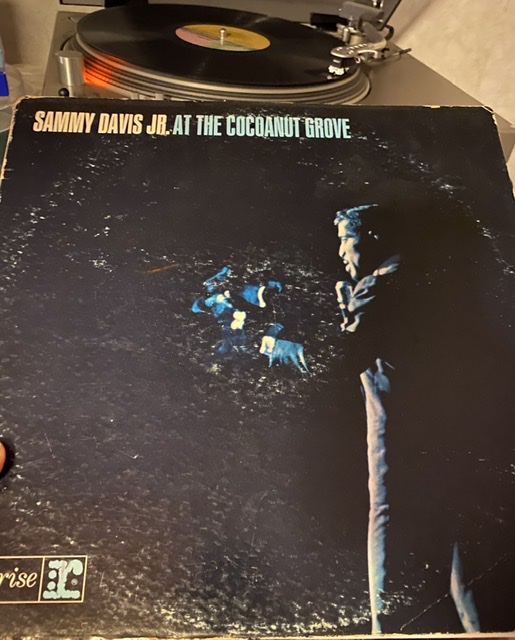 SAMMY DAVIS JR. AT THE COCOANUT GROVE
rise r